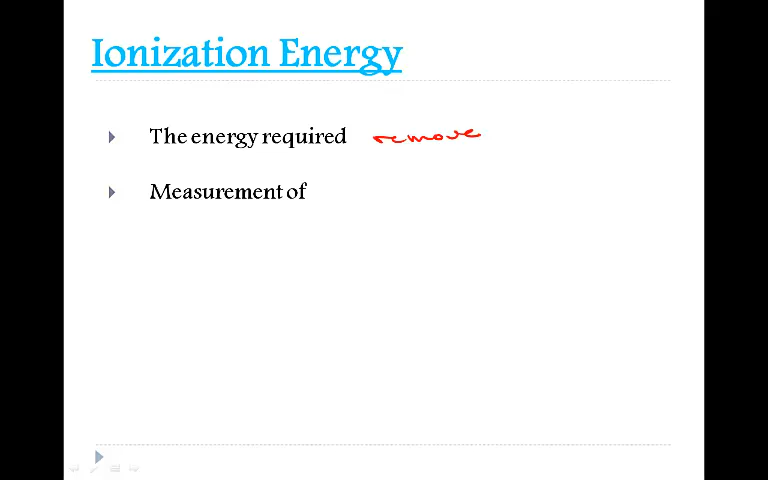 Ionization Energy
The energy required remove
Measurement of